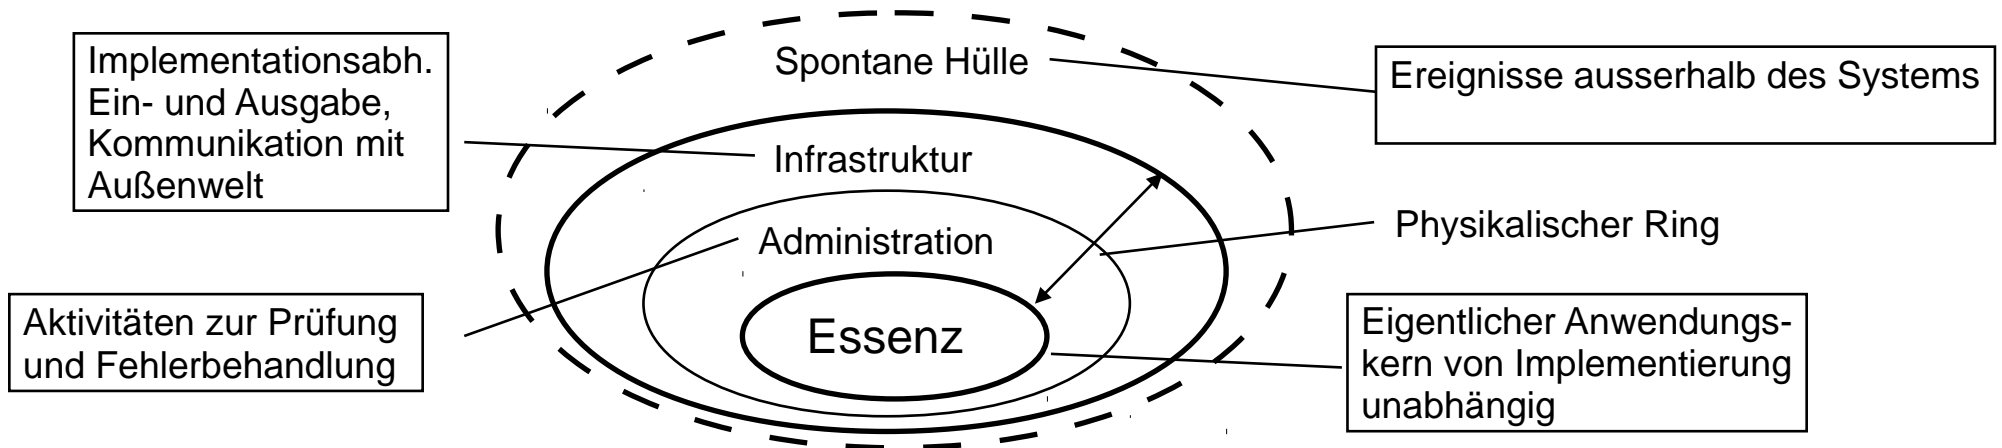 Implementationsabh.
Ein- und Ausgabe,
Kommunikation mit
Außenwelt
Spontane Hülle
Ereignisse ausserhalb des Systems
Infrastruktur
Physikalischer Ring
Administration
Aktivitäten zur Prüfung
und Fehlerbehandlung
Essenz
Eigentlicher Anwendungs-
kern von Implementierung
unabhängig